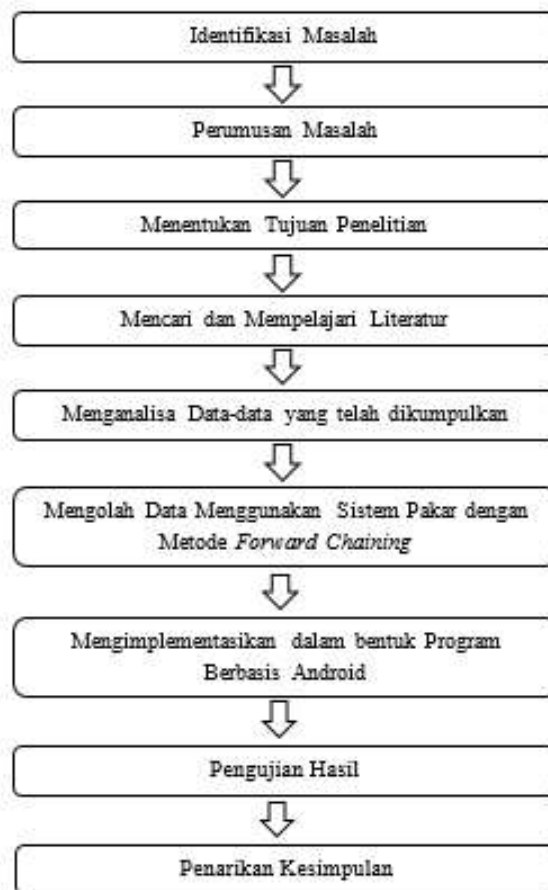 Identifikasi Masalah
Perumusan Masalah
Menentukan Tujuan Penelitian
Mencari dan Mempelajari Literatur
Menganalisa Data-data yang telah dikumpulkan
Mengolah Data Menggunakan Sistem Pakar dengan
Metode Forward Chaining
Mengimplementasikan dalam bentuk Program
Berbasis Android
Pengujian Hasil
Penarikan Kesimpulan